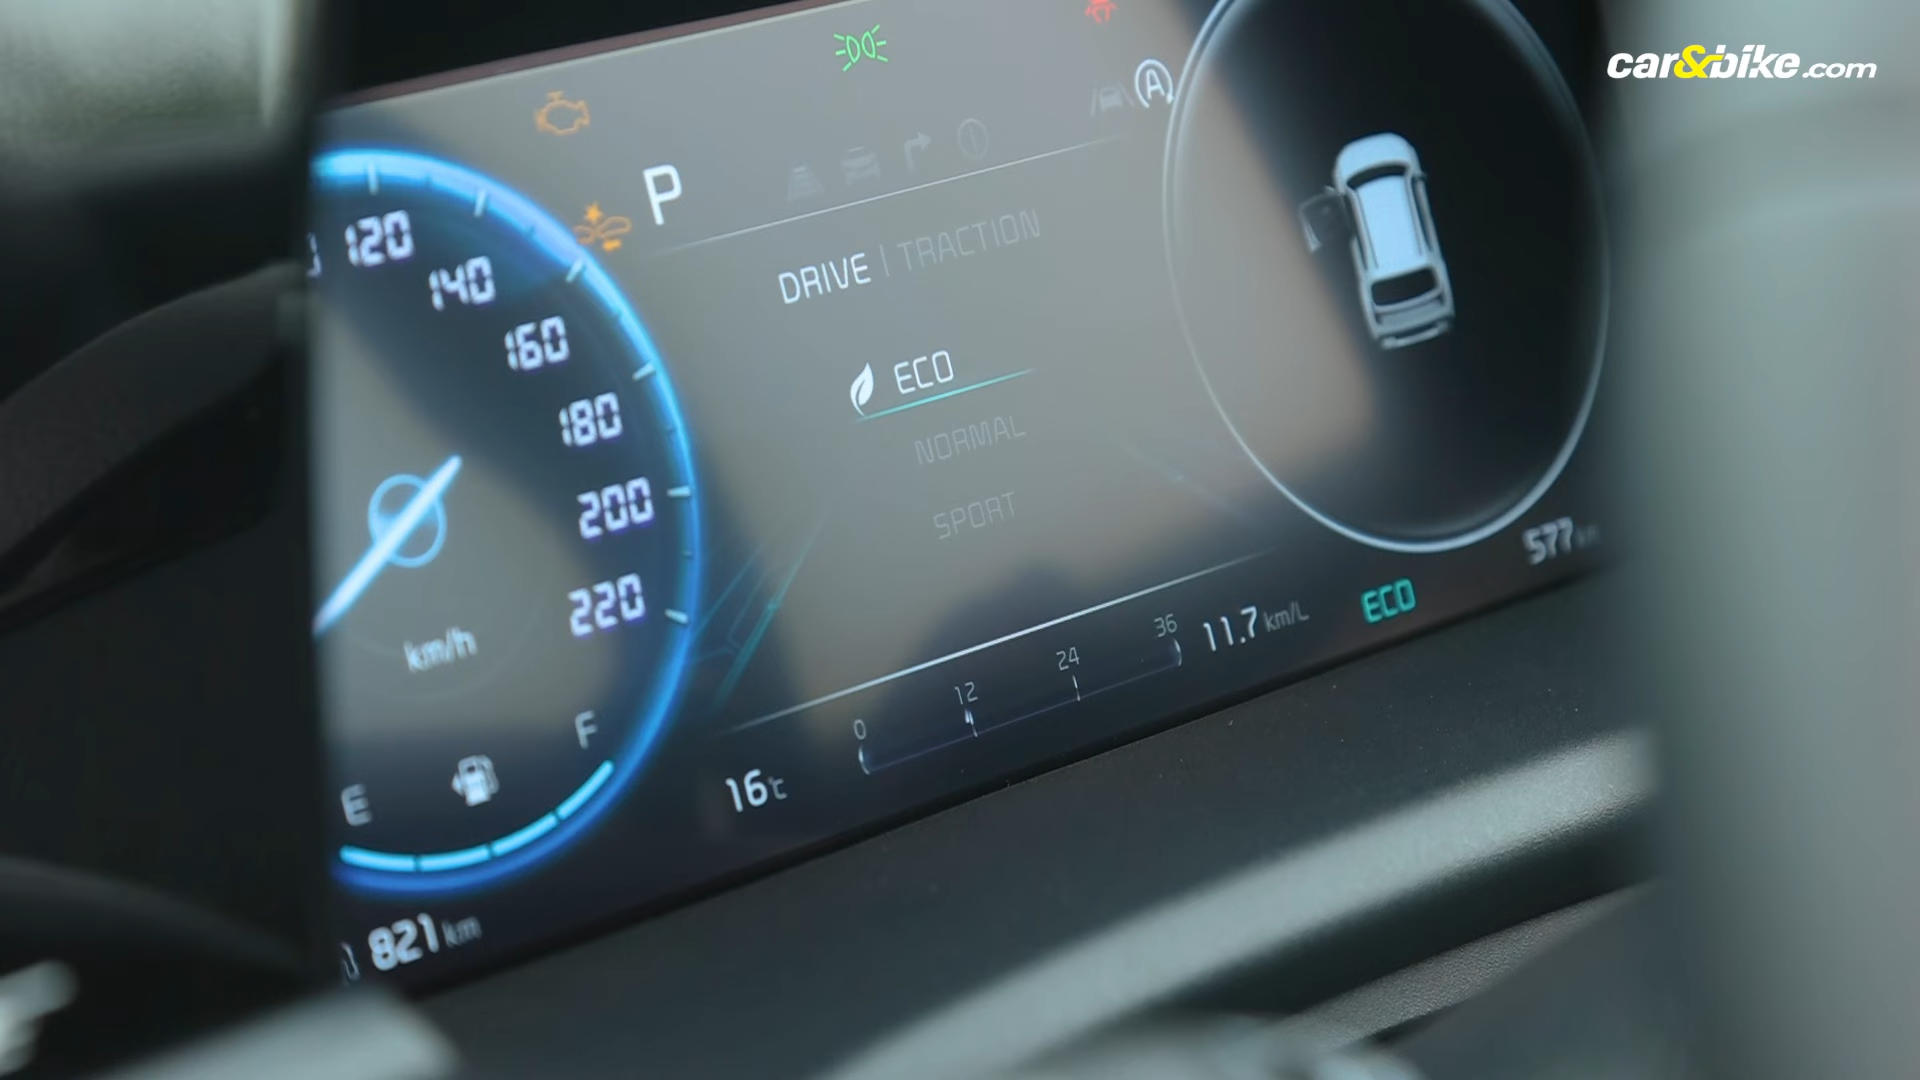 car&bike.com
P
DRIVE | TRACTION
ECO
NORMAL
SPORT
120
140
160
180
200
220
km/h
E
F
821 km
16°C
0
12
24
36
11.7 km/L
ECO
577 km
A